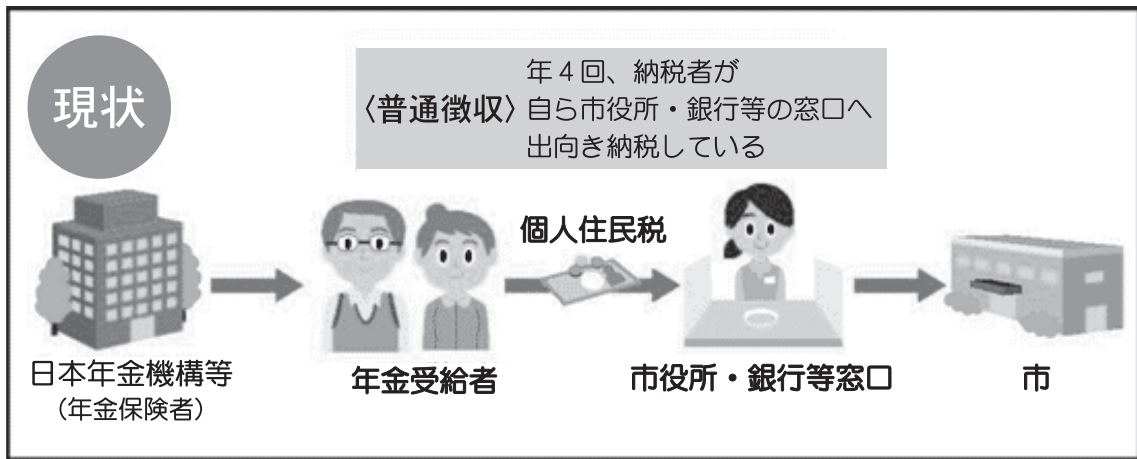 現状
年4回、納税者が
〈普通徴収〉自ら市役所・銀行等の窓口へ
出向き納税している
個人住民税
日本年金機構等
（年金保険者）
年金受給者
市役所・銀行等窓口
市